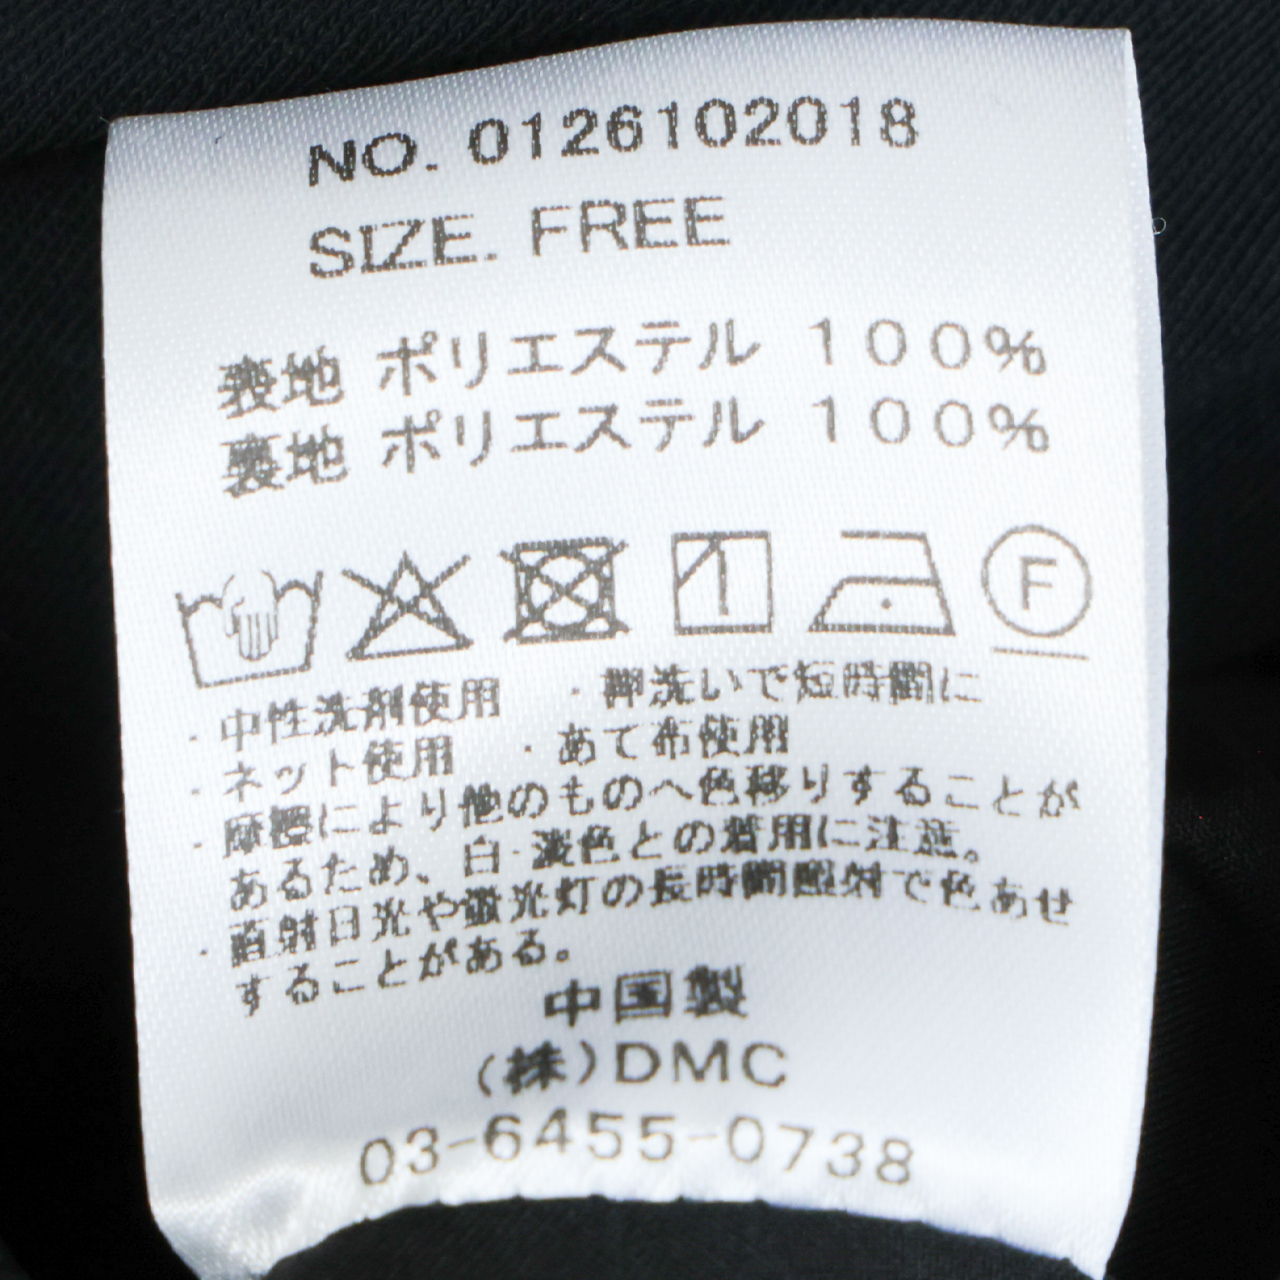 NO. 0126102018
SIZE. FREE
表地 ポリエステル 100%
裏地 ポリエステル 100%
1
F
・中性洗剤使用 ・押洗いで短時間に
・ネット使用 ・あて布使用
・摩擦により他のものへ色移りすることが
あるため、白・淡色との着用に注意。
・直射日光や蛍光灯の長時間照射で色あせ
することがある。
中国製
(株)DMC
03-6455-0738